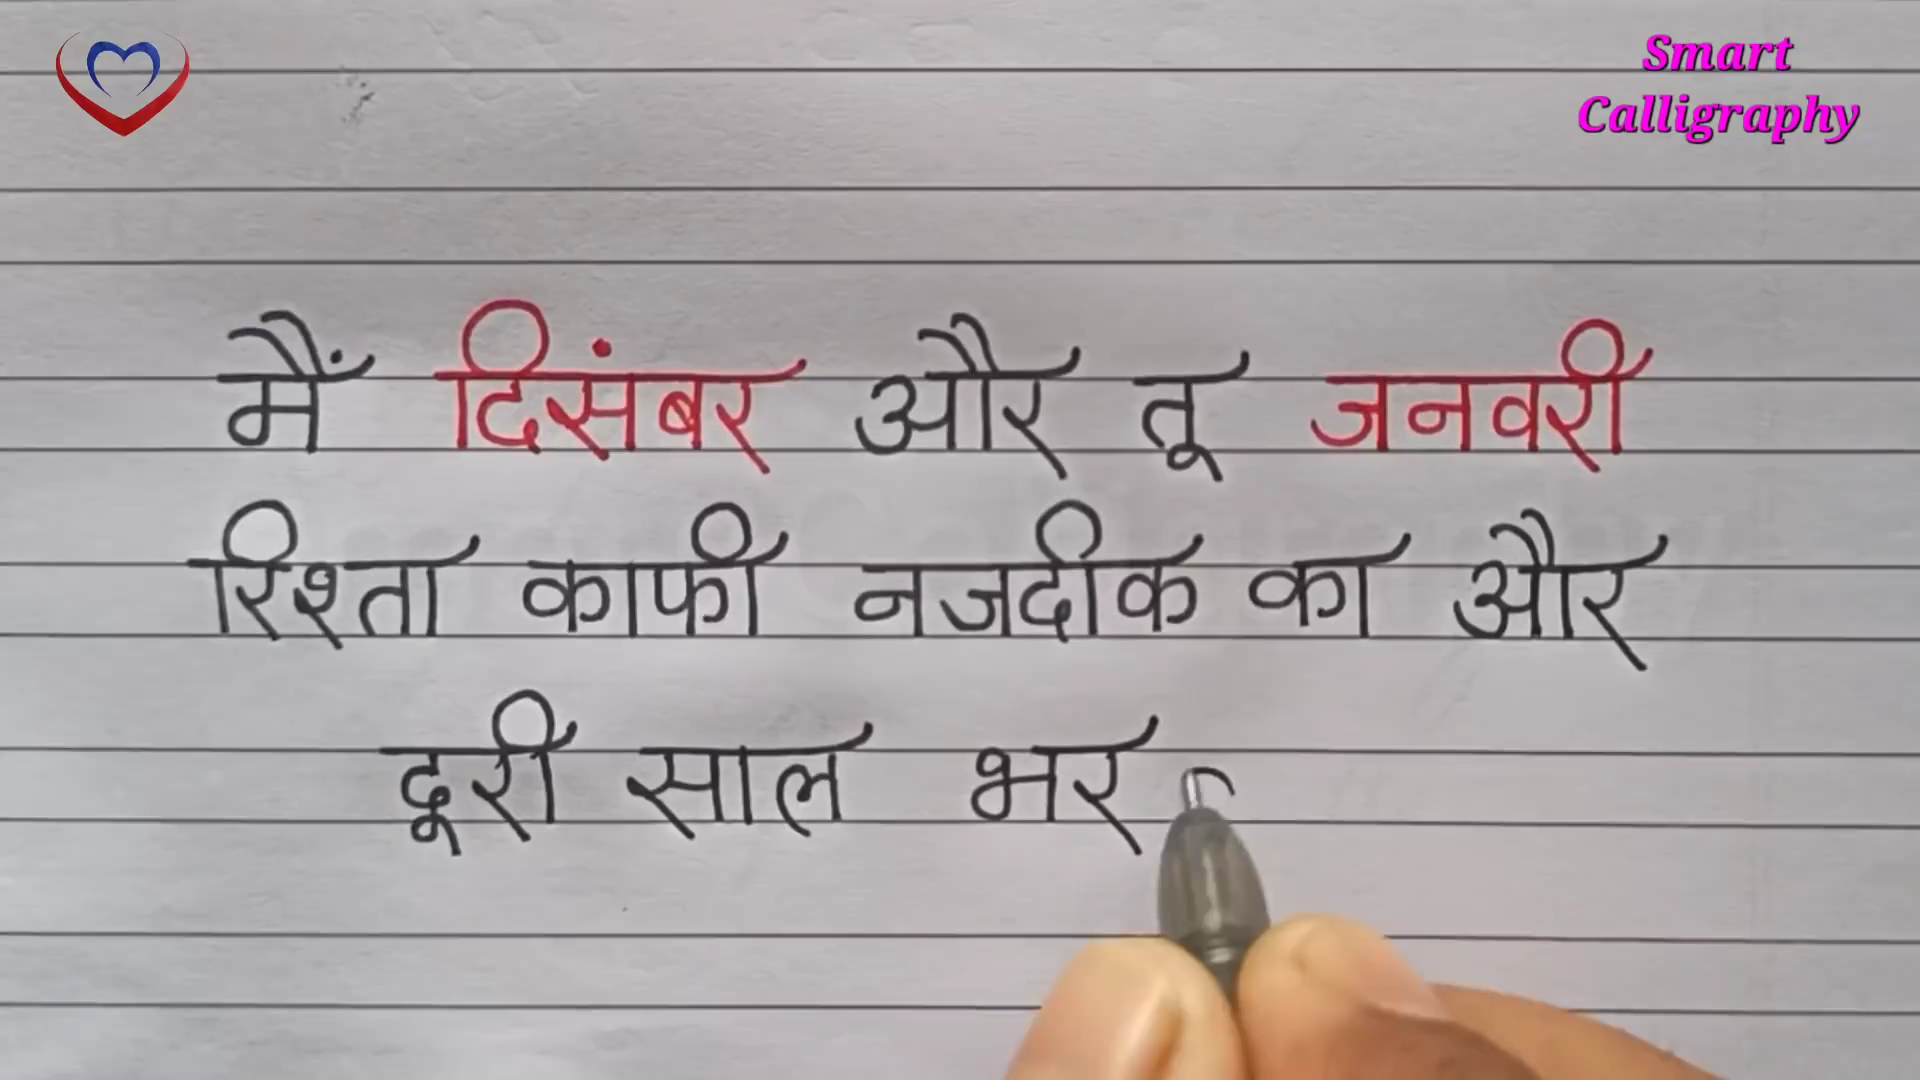 Smart
Calligraphy
मैं दिसंबर और तू जनवरी
रिश्ता काफी नजदीक का और
दूरी साल भर